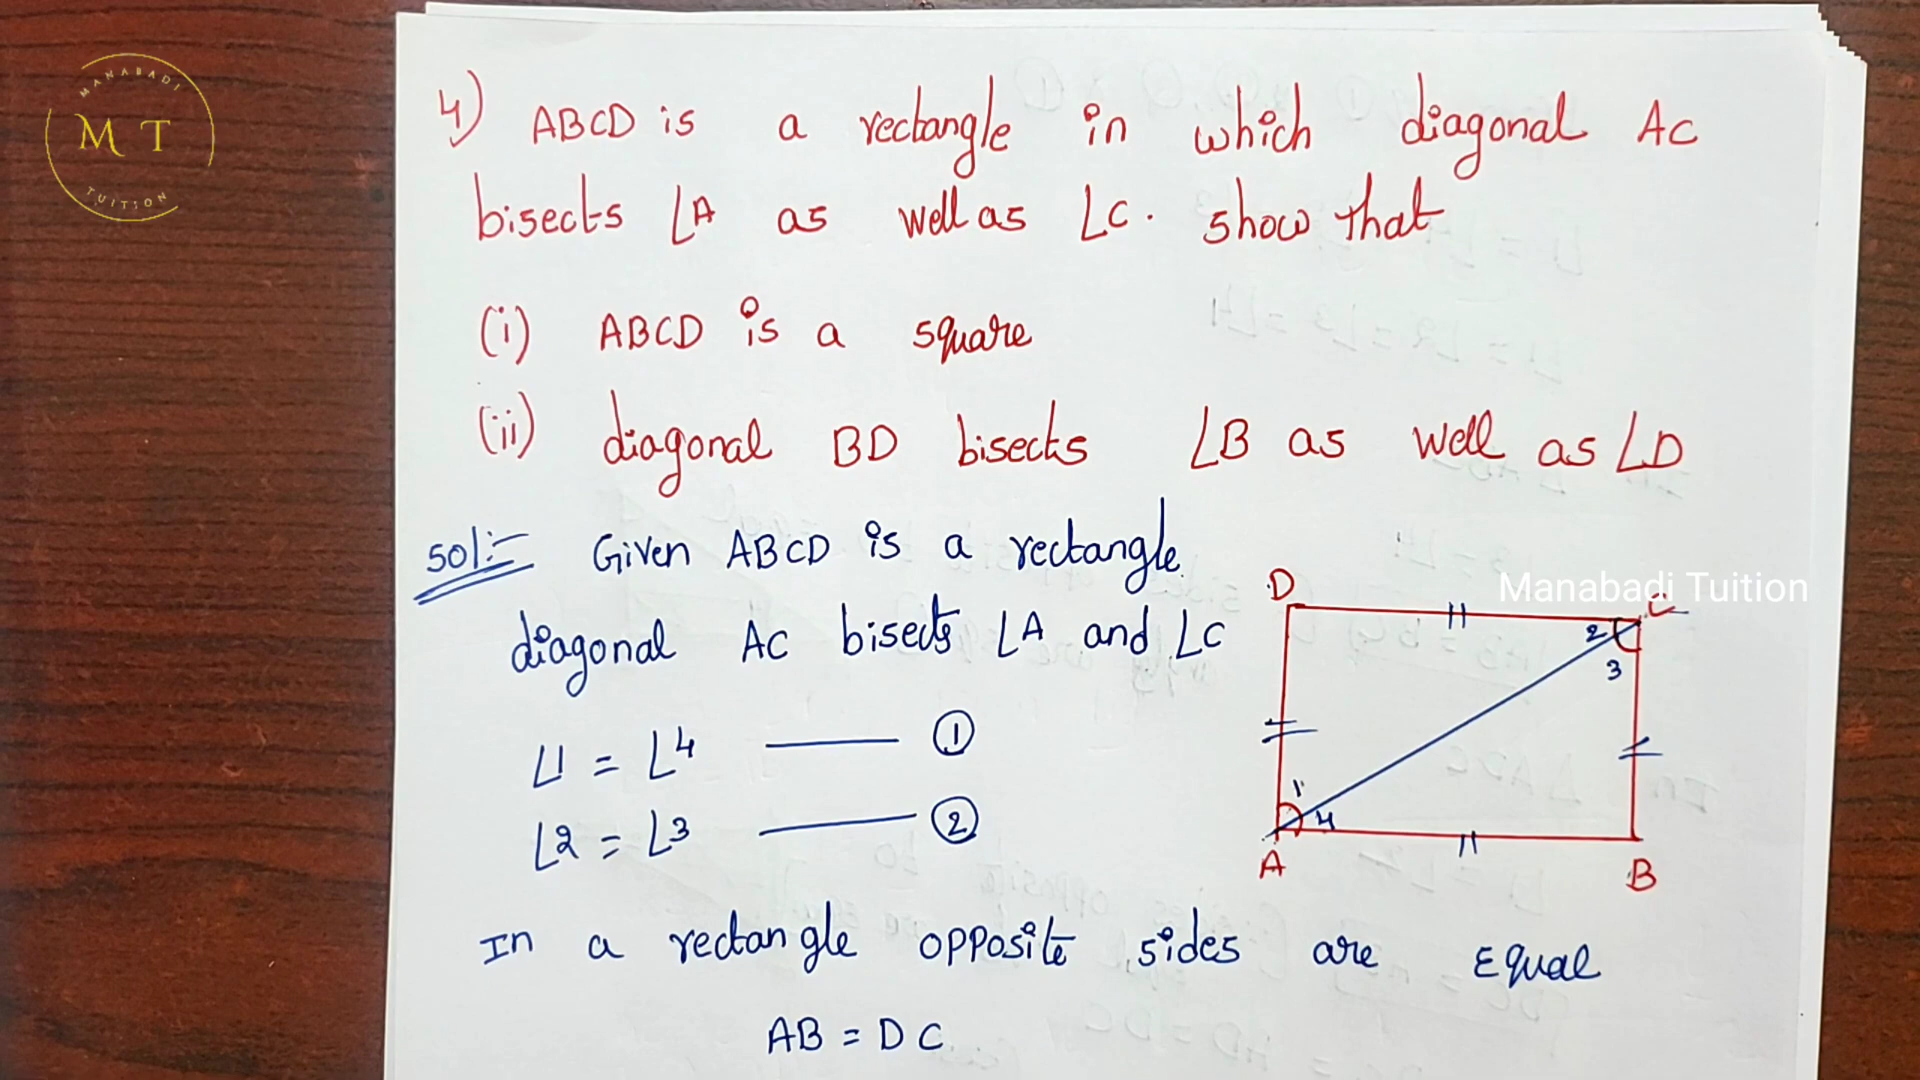 MANABADI
M T
TUITION
4) ABCD is a rectangle in which diagonal AC
bisects ∠A as well as ∠C. show that
(i) ABCD is a square
(ii) diagonal BD bisects ∠B as well as ∠D
Sol:- Given ABCD is a rectangle
diagonal AC bisects ∠A and ∠C
∠1 = ∠4 —— ①
∠2 = ∠3 —— ②
Manabadi Tuition
D C
2
3
1
4
A B
In a rectangle opposite sides are Equal
AB = DC